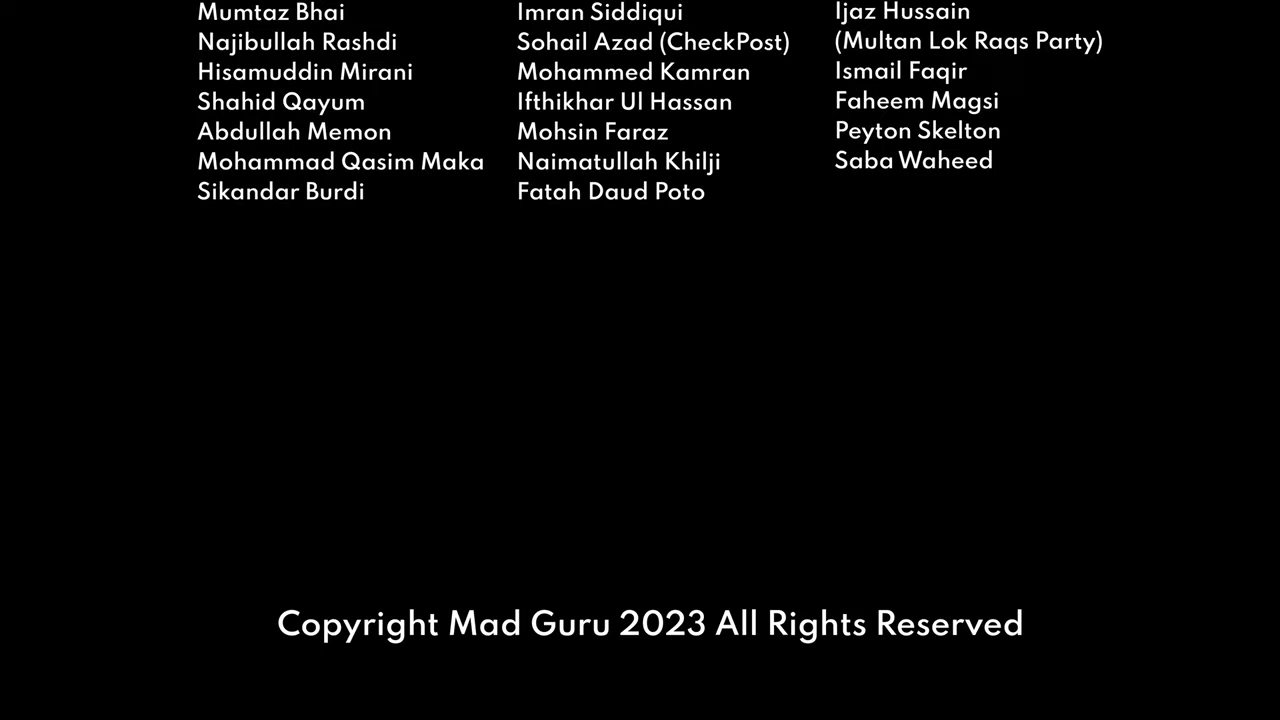 Mumtaz Bhai
Najibullah Rashdi
Hisamuddin Mirani
Shahid Qayum
Abdullah Memon
Mohammad Qasim Maka
Sikandar Burdi
Imran Siddiqui
Sohail Azad (CheckPost)
Mohammed Kamran
Ifthikhar Ul Hassan
Mohsin Faraz
Naimatullah Khilji
Fatah Daud Poto
Ijaz Hussain
(Multan Lok Raqs Party)
Ismail Faqir
Faheem Magsi
Peyton Skelton
Saba Waheed
Copyright Mad Guru 2023 All Rights Reserved